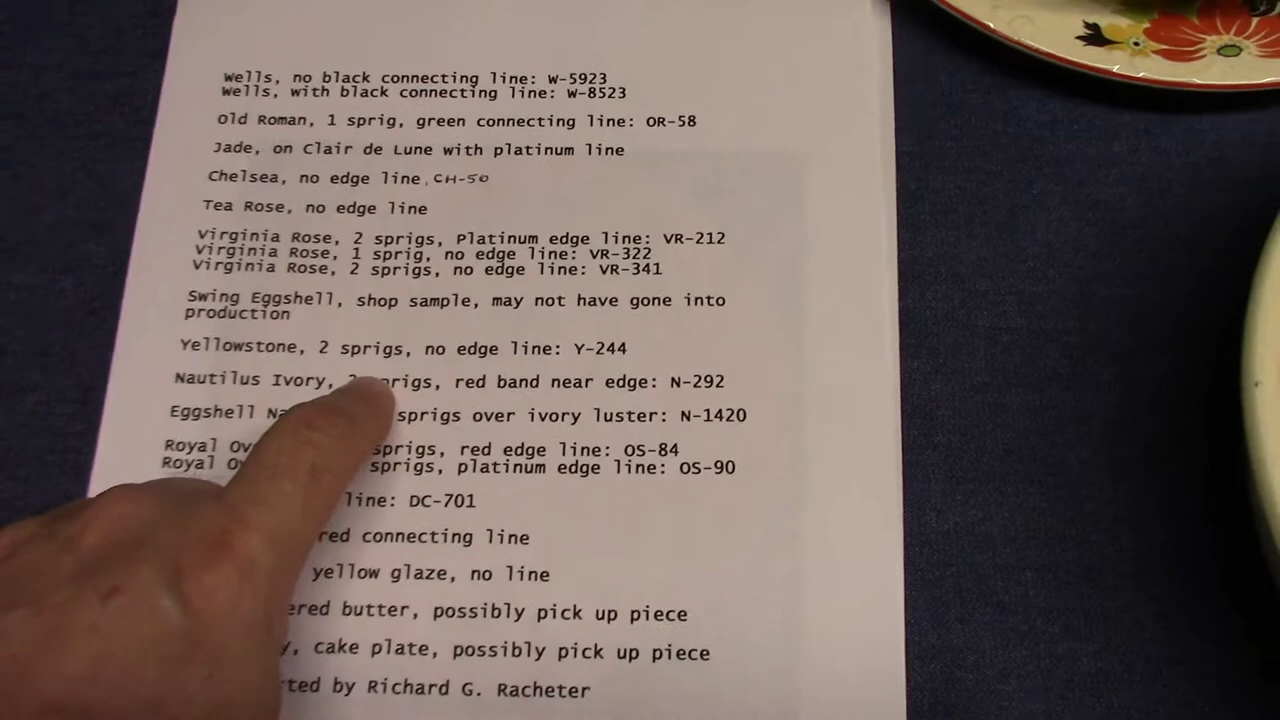 Wells, no black connecting line: W-5923
Wells, with black connecting line: W-8523
Old Roman, 1 sprig, green connecting line: OR-58
Jade, on Clair de Lune with platinum line
Chelsea, no edge line, CH-50
Tea Rose, no edge line
Virginia Rose, 2 sprigs, Platinum edge line: VR-212
Virginia Rose, 1 sprig, no edge line: VR-322
Virginia Rose, 2 sprigs, no edge line: VR-341
Swing Eggshell, shop sample, may not have gone into
production
Yellowstone, 2 sprigs, no edge line: Y-244
Nautilus Ivory, sprigs, red band near edge: N-292
Eggshell sprigs over ivory luster: N-1420
Royal sprigs, red edge line: OS-84
Royal sprigs, platinum edge line: OS-90
line: DC-701
red connecting line
yellow glaze, no line
butter, possibly pick up piece
cake plate, possibly pick up piece
by Richard G. Racheter